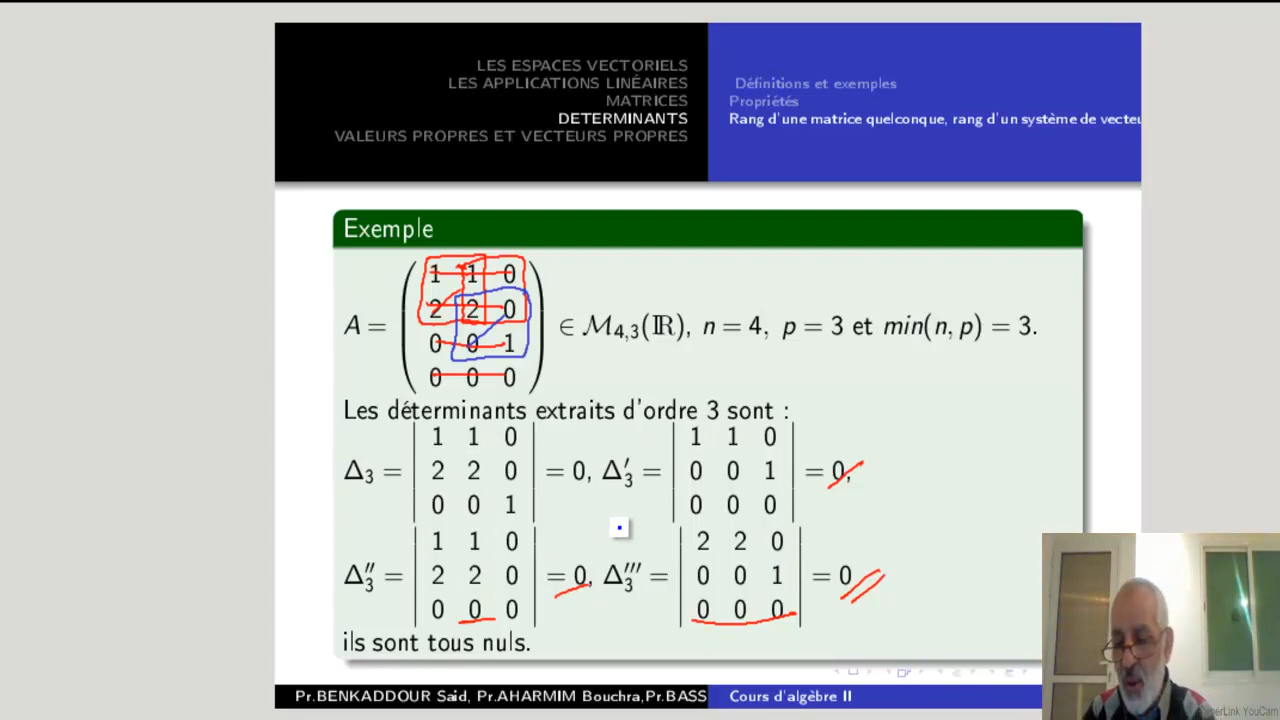 LES ESPACES VECTORIELS
LES APPLICATIONS LINÉAIRES
MATRICES
DETERMINANTS
VALEURS PROPRES ET VECTEURS PROPRES
Définitions et exemples
Propriétés
Rang d'une matrice quelconque, rang d'un système de vecteu
Exemple
1 1 0
2 2 0
A = ∈ M4,3(ℝ), n = 4, p = 3 et min(n, p) = 3.
0 0 1
0 0 0
Les déterminants extraits d'ordre 3 sont :
1 1 0 1 1 0
Δ3 = 2 2 0 = 0, Δ′3 = 0 0 1 = 0,
0 0 1 0 0 0
1 1 0 2 2 0
Δ″3 = 2 2 0 = 0, Δ‴3 = 0 0 1 = 0
0 0 0 0 0 0
ils sont tous nuls.
Pr.BENKADDOUR Said, Pr.AHARMIM Bouchra,Pr.BASS Cours d'algèbre II
YouCam